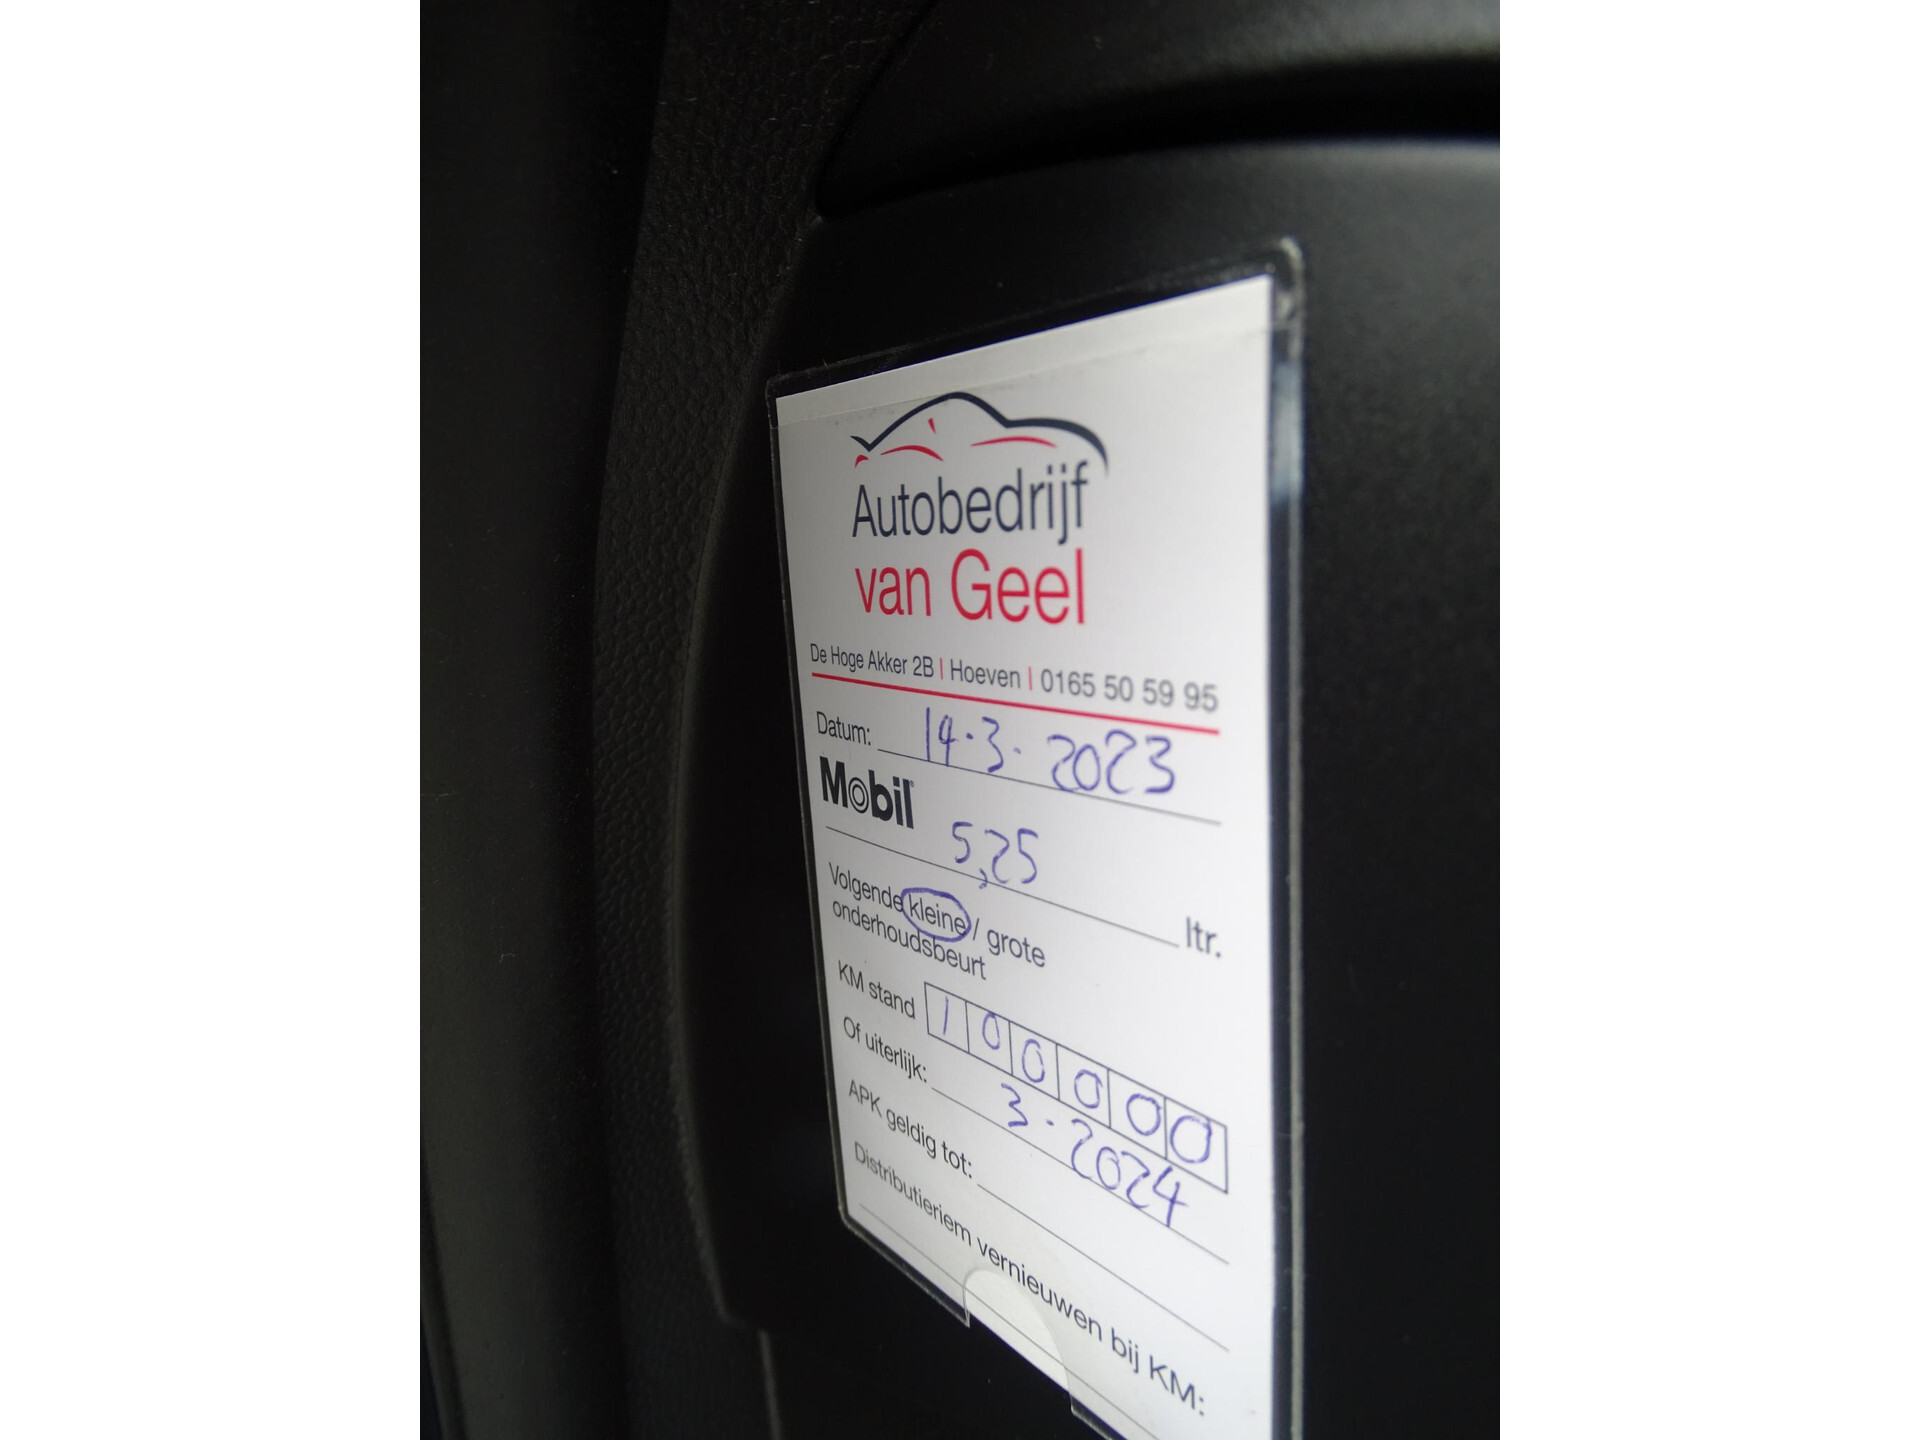 Autobedrijf
van Geel
De Hoge Akker 2B | Hoeven | 0165 50 59 95
Datum: 14-3-2023
Mobil 5,25 ltr.
Volgende kleine / grote
onderhoudsbeurt
KM stand 100000
Of uiterlijk: 3-2024
APK geldig tot:
Distributieriem vernieuwen bij KM: